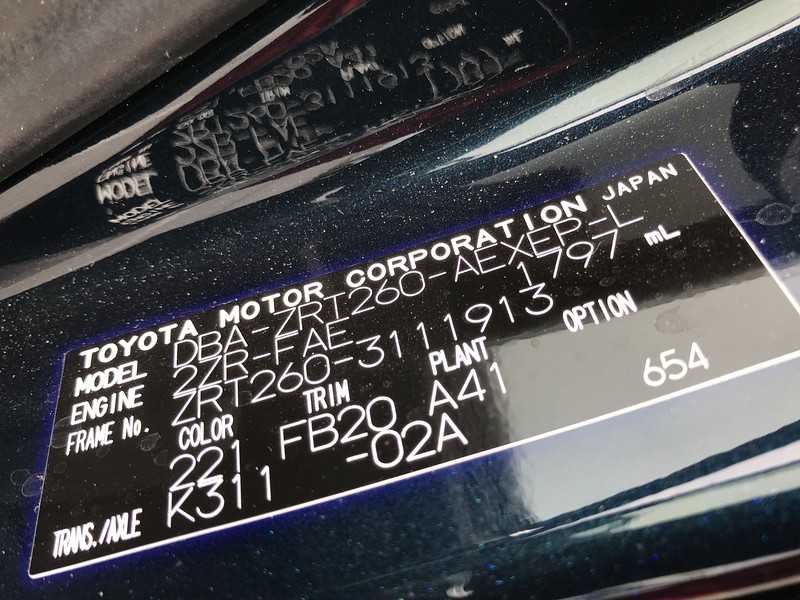 TOYOTA MOTOR CORPORATION JAPAN
MODEL DBA-ZRT260-AEXEP-L
ENGINE 2ZR-FAE 1797 mL
FRAME No. ZRT260-3111913
COLOR TRIM PLANT OPTION
221 FB20 A41 654
TRANS./AXLE K311 -02A